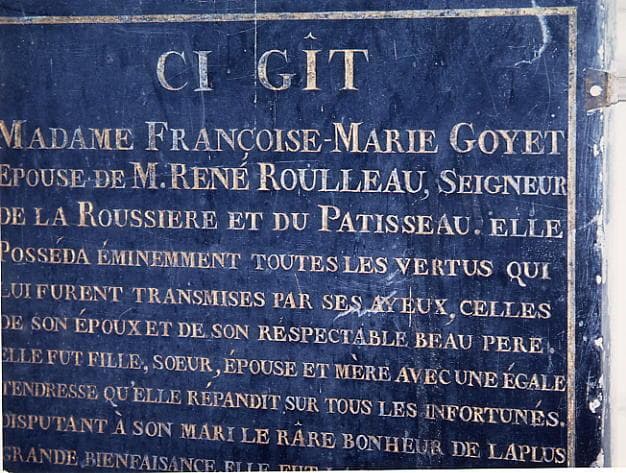 CI GÎT
MADAME FRANÇOISE-MARIE GOYET
EPOUSE DE M. RENÉ ROULLEAU, SEIGNEUR
DE LA ROUSSIERE ET DU PATISSEAU. ELLE
POSSÉDA ÉMINEMMENT TOUTES LES VERTUS QUI
LUI FURENT TRANSMISES PAR SES AYEUX, CELLES
DE SON ÉPOUX ET DE SON RESPECTABLE BEAU PERE.
ELLE FUT FILLE, SOEUR, ÉPOUSE ET MÈRE AVEC UNE ÉGALE
TENDRESSE QU'ELLE RÉPANDIT SUR TOUS LES INFORTUNÉS.
DISPUTANT À SON MARI LE RÂRE BONHEUR DE LAPLUS
GRANDE BIENFAISANCE ELLE FUT